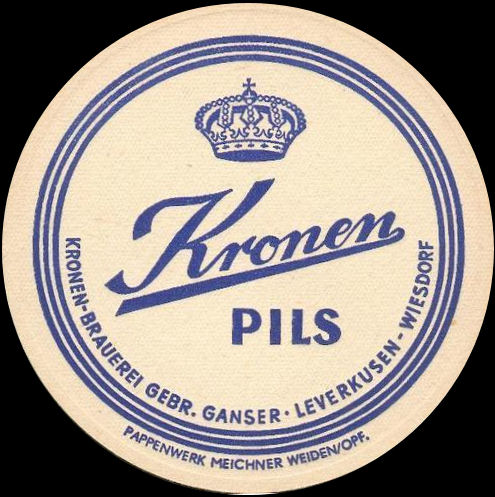 Kronen
PILS
KRONEN-BRAUEREI GEBR. GANSER · LEVERKUSEN - WIESDORF
PAPPENWERK MEICHNER WEIDEN/OPF.